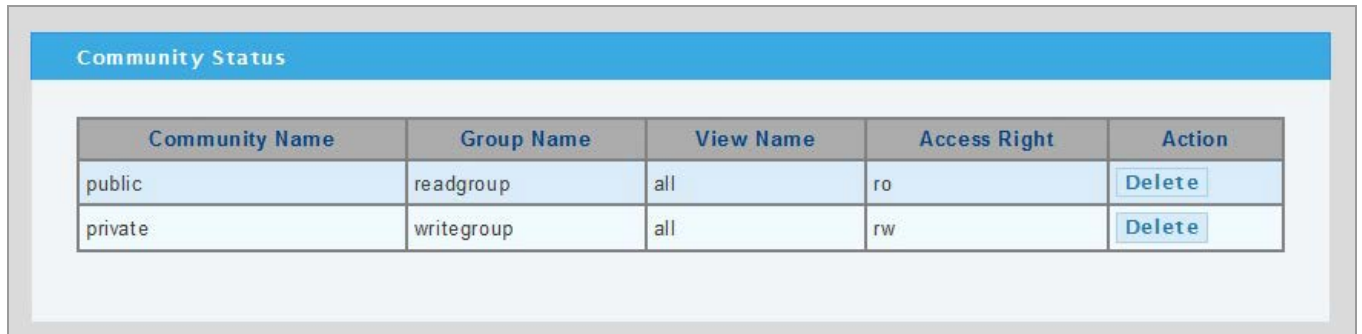 Community Status
Community Name Group Name View Name Access Right Action
public readgroup all ro Delete
private writegroup all rw Delete